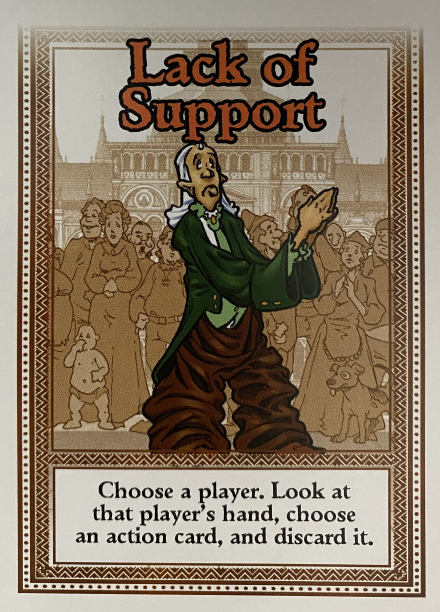 Lack of
Support
Choose a player. Look at
that player's hand, choose
an action card, and discard it.